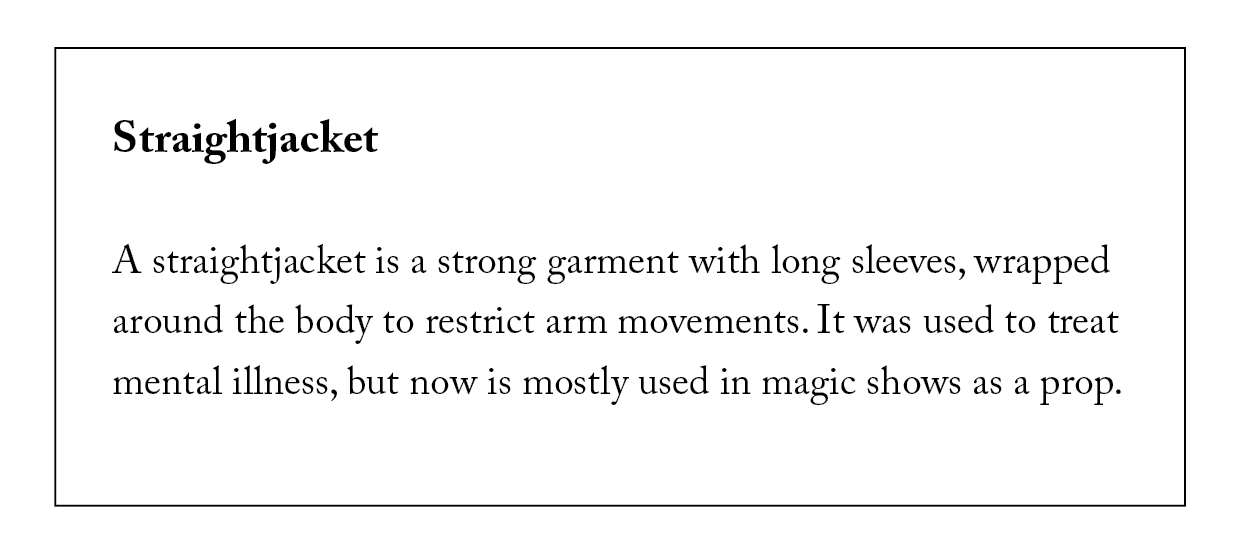 Straightjacket
A straightjacket is a strong garment with long sleeves, wrapped
around the body to restrict arm movements. It was used to treat
mental illness, but now is mostly used in magic shows as a prop.